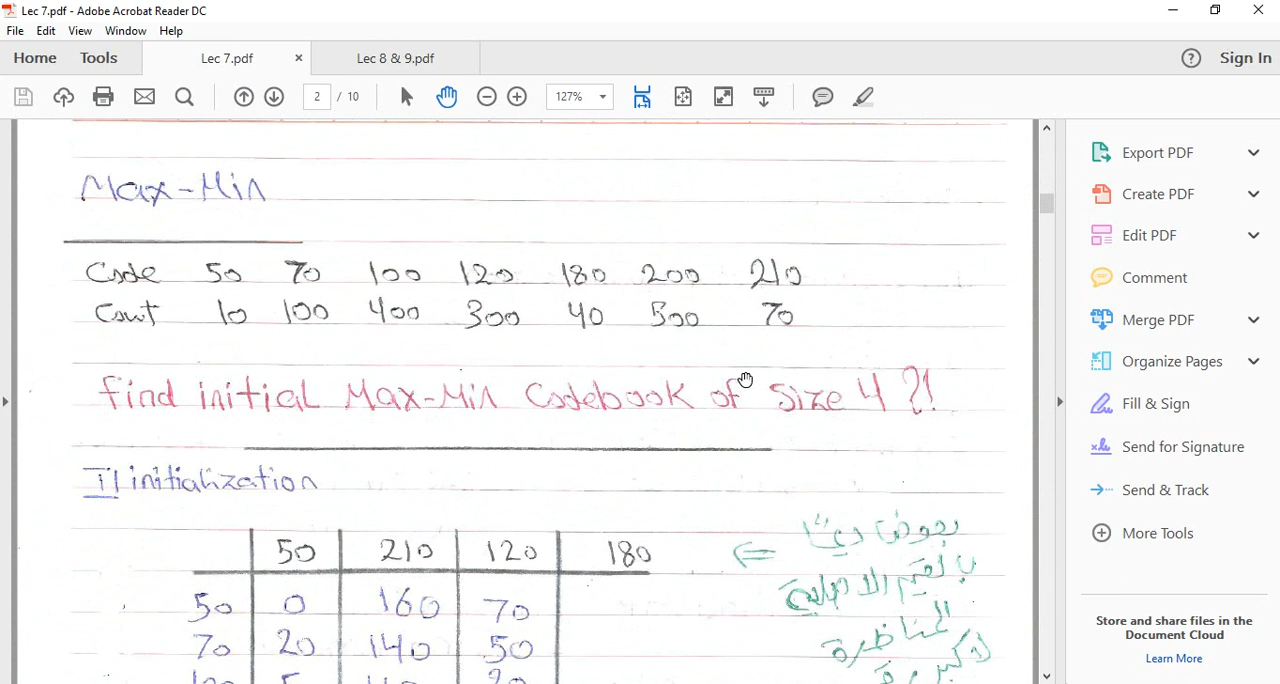 Lec 7.pdf - Adobe Acrobat Reader DC
File Edit View Window Help
Home Tools Lec 7.pdf × Lec 8 & 9.pdf ? Sign In
2 / 10 127%
Max-Min
Code 50 70 100 120 180 200 210
Count 10 100 400 300 40 500 70
find initial Max-Min Codebook of Size 4 ?!
I| initialization
50 210 120 180
50 0 160 70
70 20 140 50
Export PDF
Create PDF
Edit PDF
Comment
Merge PDF
Organize Pages
Fill & Sign
Send for Signature
Send & Track
More Tools
Store and share files in the
Document Cloud
Learn More